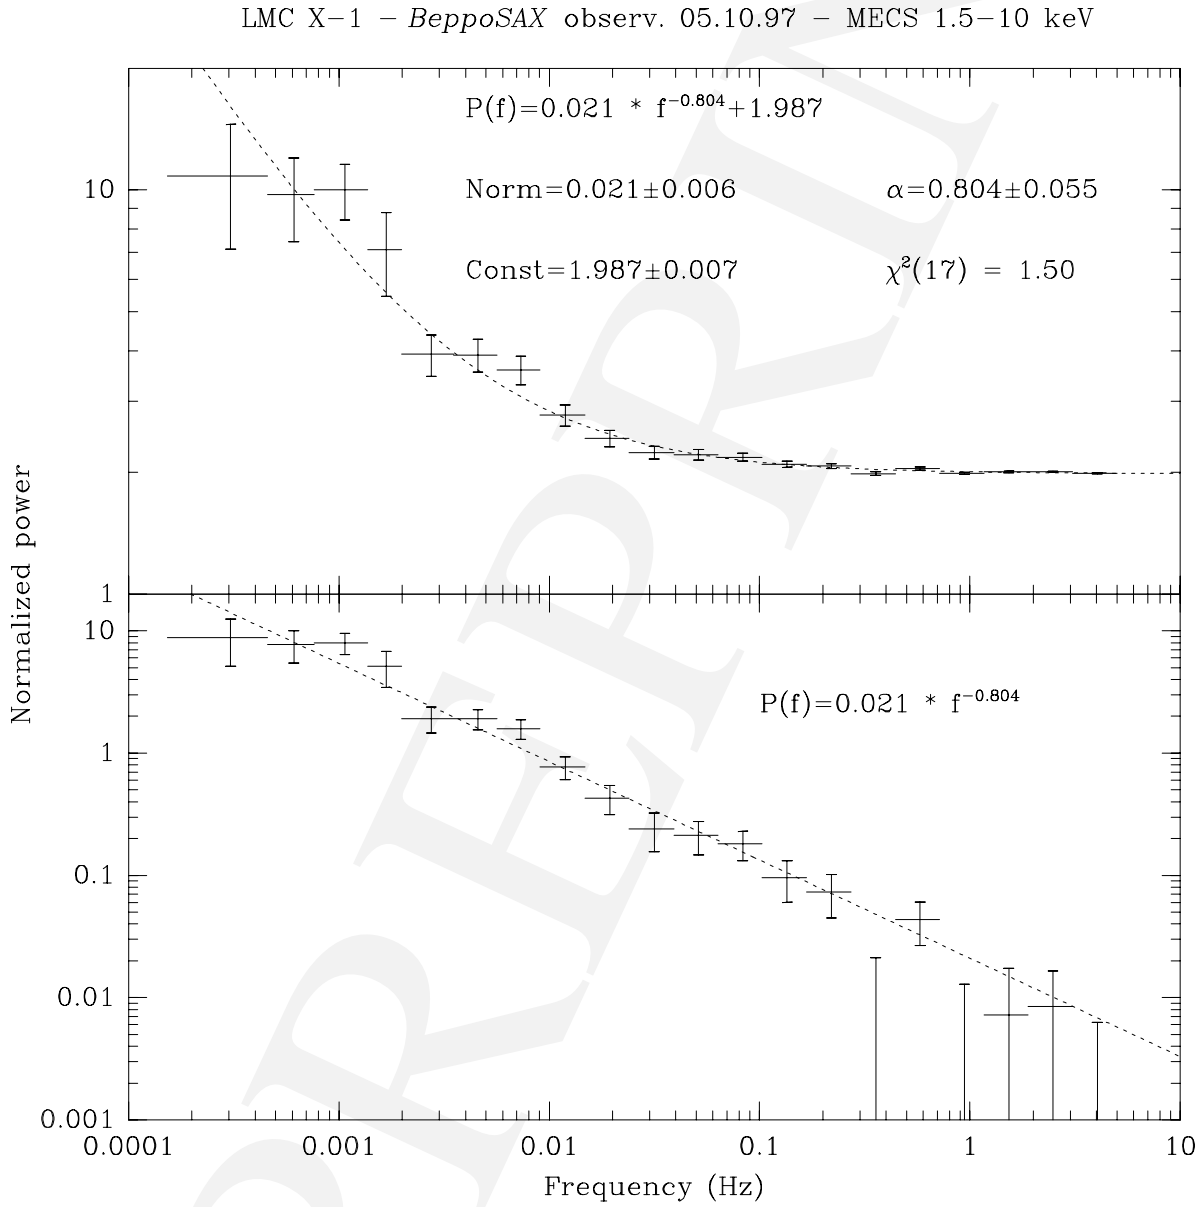 LMC X−1 − BeppoSAX observ. 05.10.97 − MECS 1.5−10 keV
P(f)=0.021 * f^−0.804+1.987
10
Norm=0.021±0.006 α=0.804±0.055
Const=1.987±0.007 χ²(17) = 1.50
Normalized power
1
10
P(f)=0.021 * f^−0.804
1
0.1
0.01
0.001
0.0001 0.001 0.01 0.1 1 10
Frequency (Hz)
PREPRIN